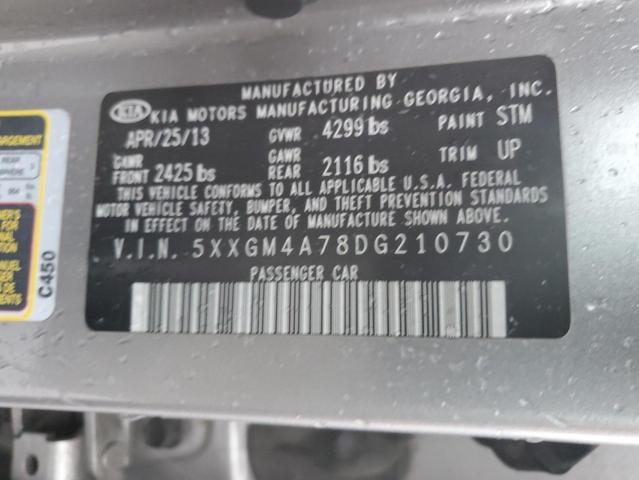 MANUFACTURED BY
KIA KIA MOTORS MANUFACTURING GEORGIA, INC.
APR/25/13 GVWR 4299 lbs PAINT STM
GAWR FRONT 2425 lbs GAWR REAR 2116 lbs TRIM UP
THIS VEHICLE CONFORMS TO ALL APPLICABLE U.S.A. FEDERAL
MOTOR VEHICLE SAFETY, BUMPER, AND THEFT PREVENTION STANDARDS
IN EFFECT ON THE DATE OF MANUFACTURE SHOWN ABOVE.
V.I.N. 5XXGM4A78DG210730
PASSENGER CAR
C450
REAR